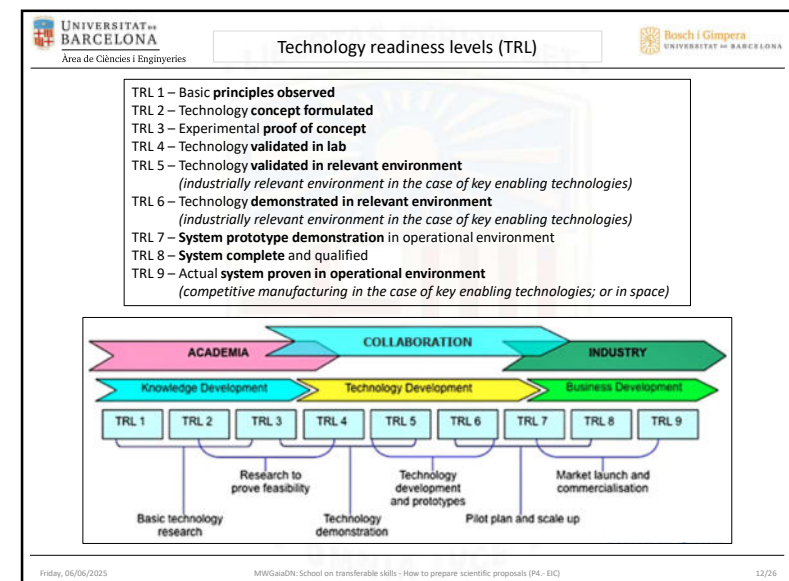 UNIVERSITAT DE
BARCELONA
Àrea de Ciències i Enginyeries
Technology readiness levels (TRL)
Bosch i Gimpera
UNIVERSITAT DE BARCELONA
TRL 1 – Basic principles observed
TRL 2 – Technology concept formulated
TRL 3 – Experimental proof of concept
TRL 4 – Technology validated in lab
TRL 5 – Technology validated in relevant environment
(industrially relevant environment in the case of key enabling technologies)
TRL 6 – Technology demonstrated in relevant environment
(industrially relevant environment in the case of key enabling technologies)
TRL 7 – System prototype demonstration in operational environment
TRL 8 – System complete and qualified
TRL 9 – Actual system proven in operational environment
(competitive manufacturing in the case of key enabling technologies; or in space)
ACADEMIA
COLLABORATION
INDUSTRY
Knowledge Development
Technology Development
Business Development
TRL 1
TRL 2
TRL 3
TRL 4
TRL 5
TRL 6
TRL 7
TRL 8
TRL 9
Research to
prove feasibility
Technology
development
and prototypes
Market launch and
commercialisation
Basic technology
research
Technology
demonstration
Pilot plan and scale up
Friday, 06/06/2025
MWGaiaDN: School on transferable skills - How to prepare scientific proposals (P4.- EIC)
12/26